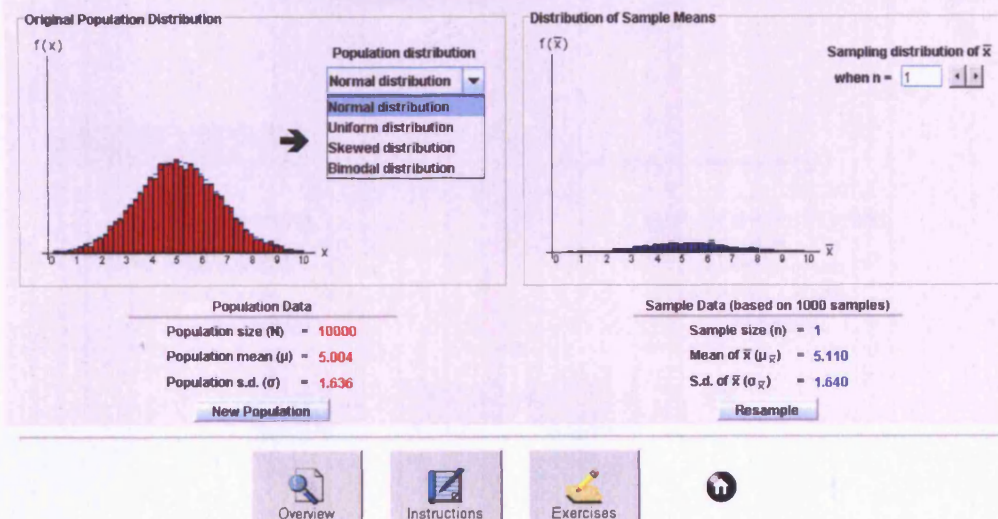 Original Population Distribution
f(x)
Population distribution
Normal distribution
Normal distribution
Uniform distribution
Skewed distribution
Bimodal distribution
0 1 2 3 4 5 6 7 8 9 10 x
Population Data
Population size (N) = 10000
Population mean (μ) = 5.004
Population s.d. (σ) = 1.636
New Population
Distribution of Sample Means
f(x̅)
Sampling distribution of x̅
when n = 1
0 1 2 3 4 5 6 7 8 9 10 x̅
Sample Data (based on 1000 samples)
Sample size (n) = 1
Mean of x̅ (μx̅) = 5.110
S.d. of x̅ (σx̅) = 1.640
Resample
Overview
Instructions
Exercises